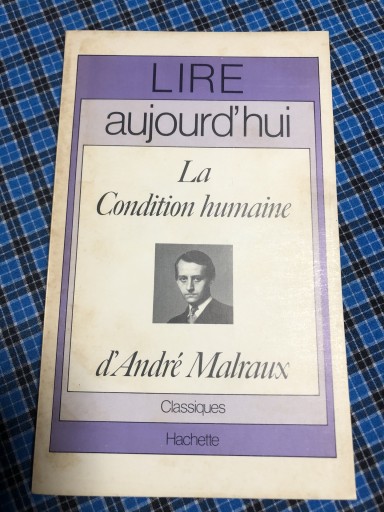 LIRE
aujourd'hui
La
Condition humaine
d'André Malraux
Classiques
Hachette